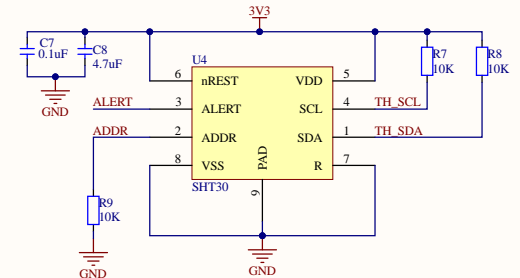 3V3
C7
0.1uF
C8
4.7uF
GND
U4
R7
10K
R8
10K
6 nREST VDD 5
ALERT 3 ALERT SCL 4 TH_SCL
ADDR 2 ADDR SDA 1 TH_SDA
8 VSS PAD R 7
SHT30
9
R9
10K
GND
GND